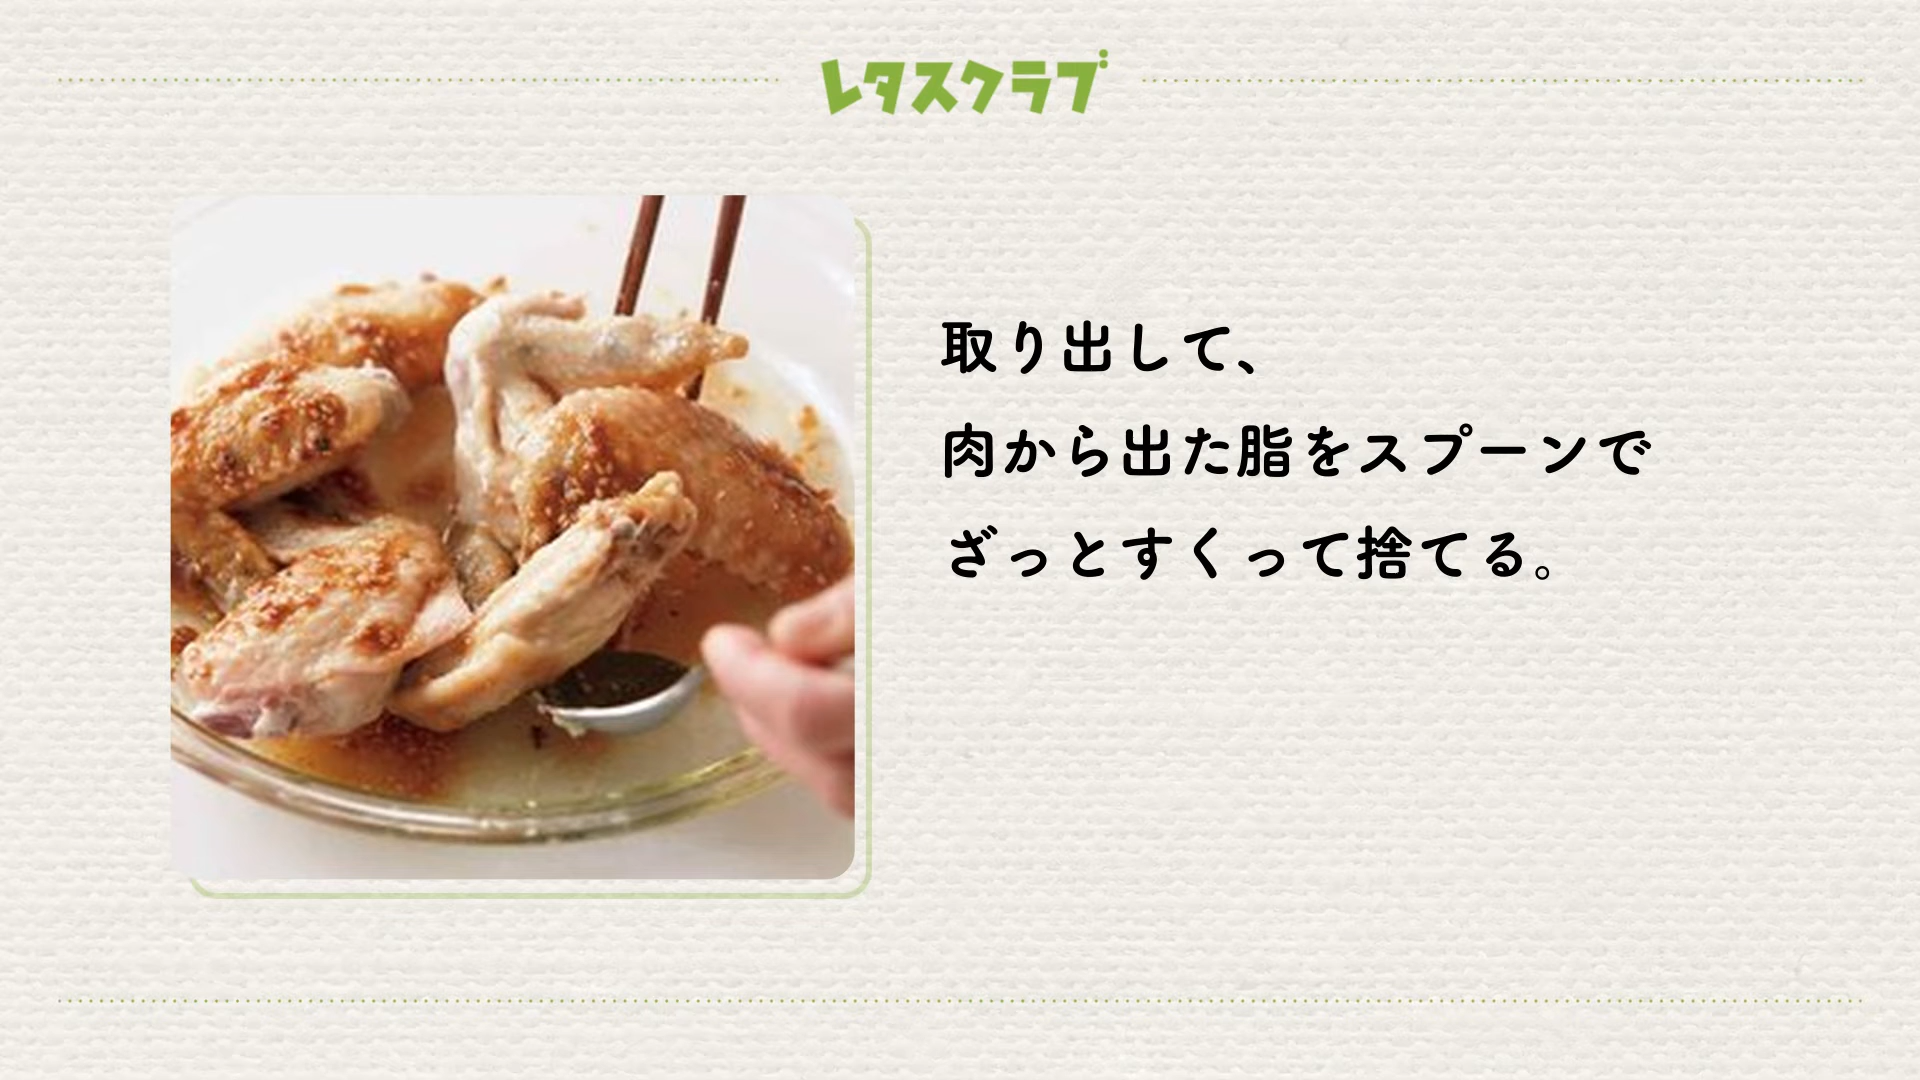 レタスクラブ
取り出して、
肉から出た脂をスプーンで
ざっとすくって捨てる。